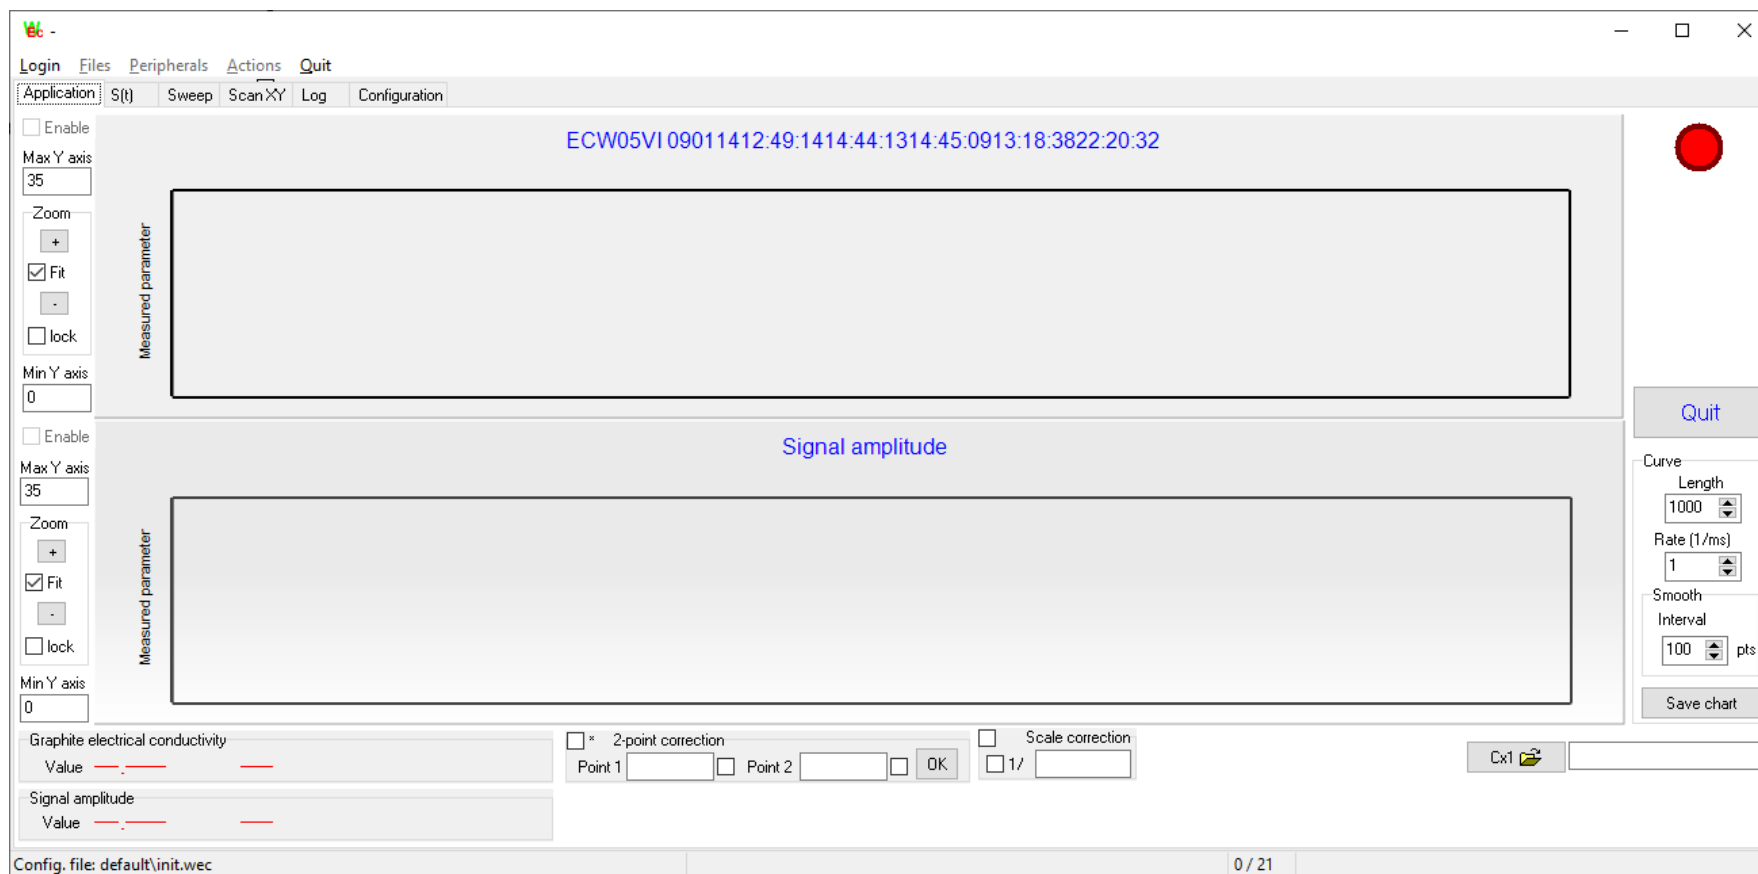 WEc -
Login Files Peripherals Actions Quit
Application S(t) Sweep Scan XY Log Configuration
Enable
Max Y axis
35
Zoom
+
Fit
-
lock
Min Y axis
0
ECW05VI 09011412:49:1414:44:1314:45:0913:18:3822:20:32
Measured parameter
Enable
Max Y axis
35
Zoom
+
Fit
-
lock
Min Y axis
0
Signal amplitude
Measured parameter
Quit
Curve
Length
1000
Rate (1/ms)
1
Smooth
Interval
100 pts
Save chart
Graphite electrical conductivity
Value --.-- --
Signal amplitude
Value --.-- --
* 2-point correction
Point 1 Point 2 OK
Scale correction
1/
Cx1
Config. file: default\init.wec 0 / 21